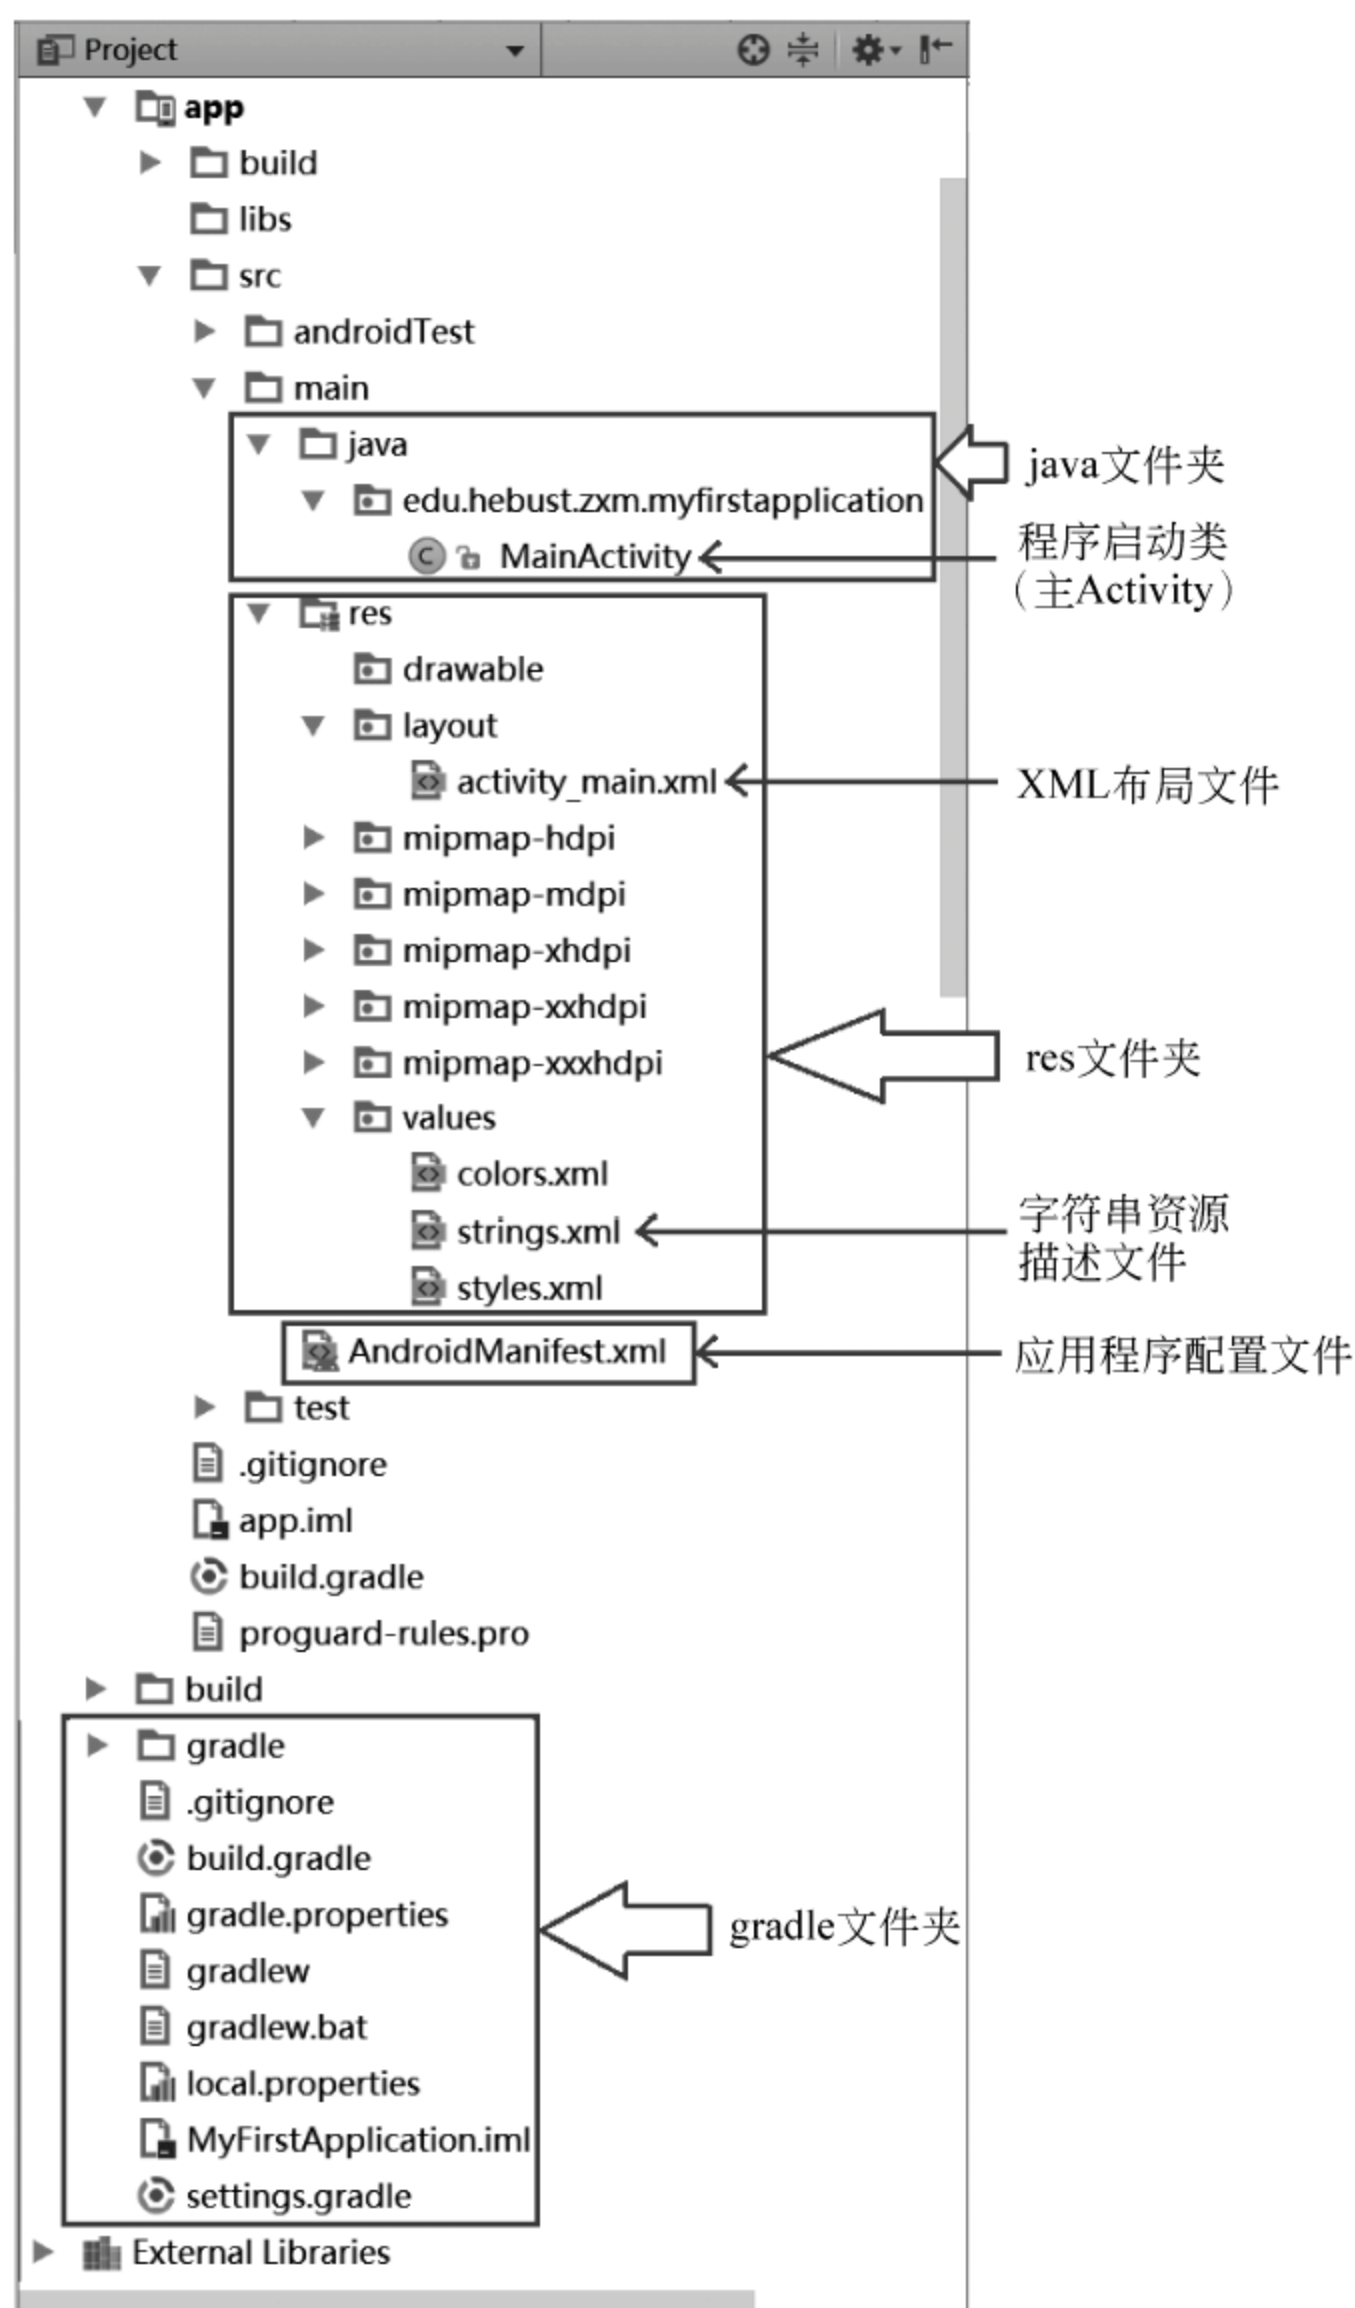 Project
app
build
libs
src
androidTest
main
java
java文件夹
edu.hebust.zxm.myfirstapplication
MainActivity
程序启动类
（主Activity）
res
drawable
layout
activity_main.xml
XML布局文件
mipmap-hdpi
mipmap-mdpi
mipmap-xhdpi
mipmap-xxhdpi
mipmap-xxxhdpi
res文件夹
values
colors.xml
strings.xml
字符串资源
描述文件
styles.xml
AndroidManifest.xml
应用程序配置文件
test
.gitignore
app.iml
build.gradle
proguard-rules.pro
build
gradle
.gitignore
build.gradle
gradle.properties
gradle文件夹
gradlew
gradlew.bat
local.properties
MyFirstApplication.iml
settings.gradle
External Libraries